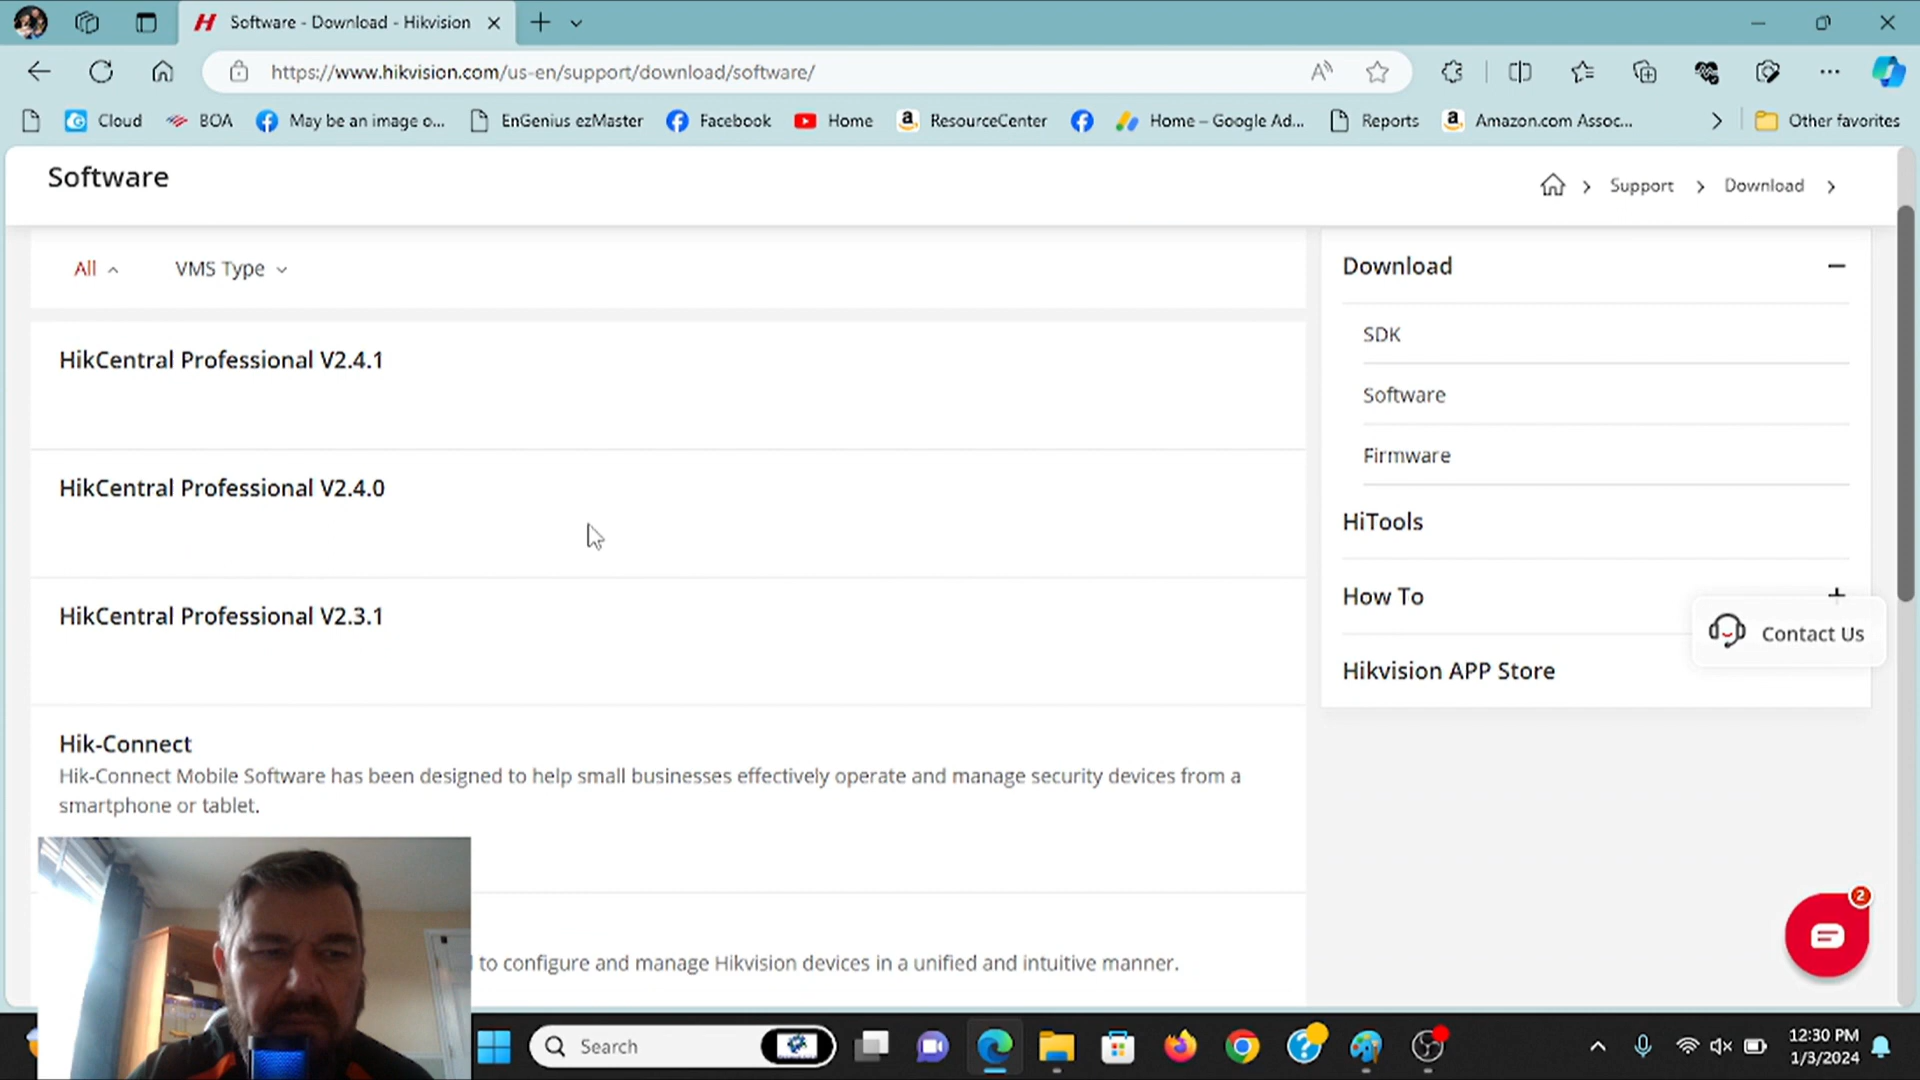 Software - Download - Hikvision
https://www.hikvision.com/us-en/support/download/software/
Cloud
BOA
May be an image o...
EnGenius ezMaster
Facebook
Home
ResourceCenter
Home – Google Ad...
Reports
Amazon.com Assoc...
Other favorites
Software
Support
Download
All
VMS Type
HikCentral Professional V2.4.1
HikCentral Professional V2.4.0
HikCentral Professional V2.3.1
Hik-Connect
Hik-Connect Mobile Software has been designed to help small businesses effectively operate and manage security devices from a
smartphone or tablet.
to configure and manage Hikvision devices in a unified and intuitive manner.
Download
SDK
Software
Firmware
HiTools
How To
Hikvision APP Store
Contact Us
2
Search
12:30 PM
1/3/2024